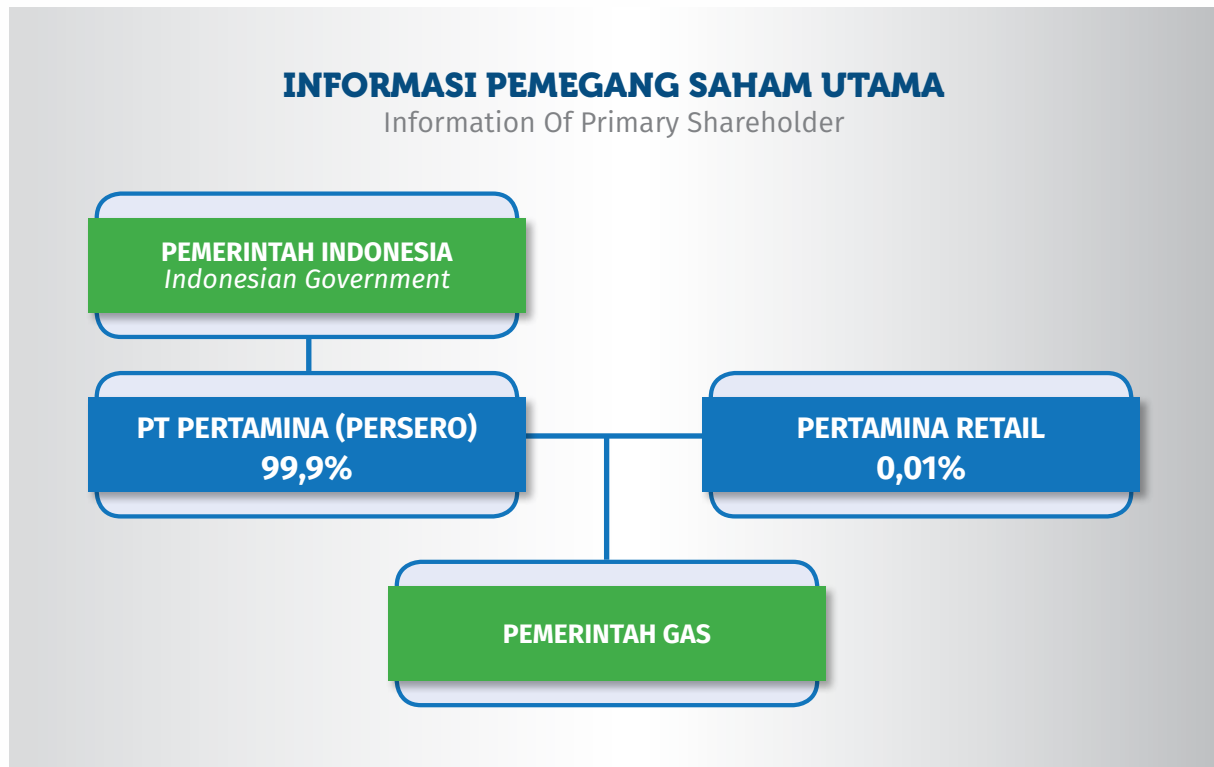 INFORMASI PEMEGANG SAHAM UTAMA
Information Of Primary Shareholder
PEMERINTAH INDONESIA
Indonesian Government
PT PERTAMINA (PERSERO)
99,9%
PERTAMINA RETAIL
0,01%
PEMERINTAH GAS